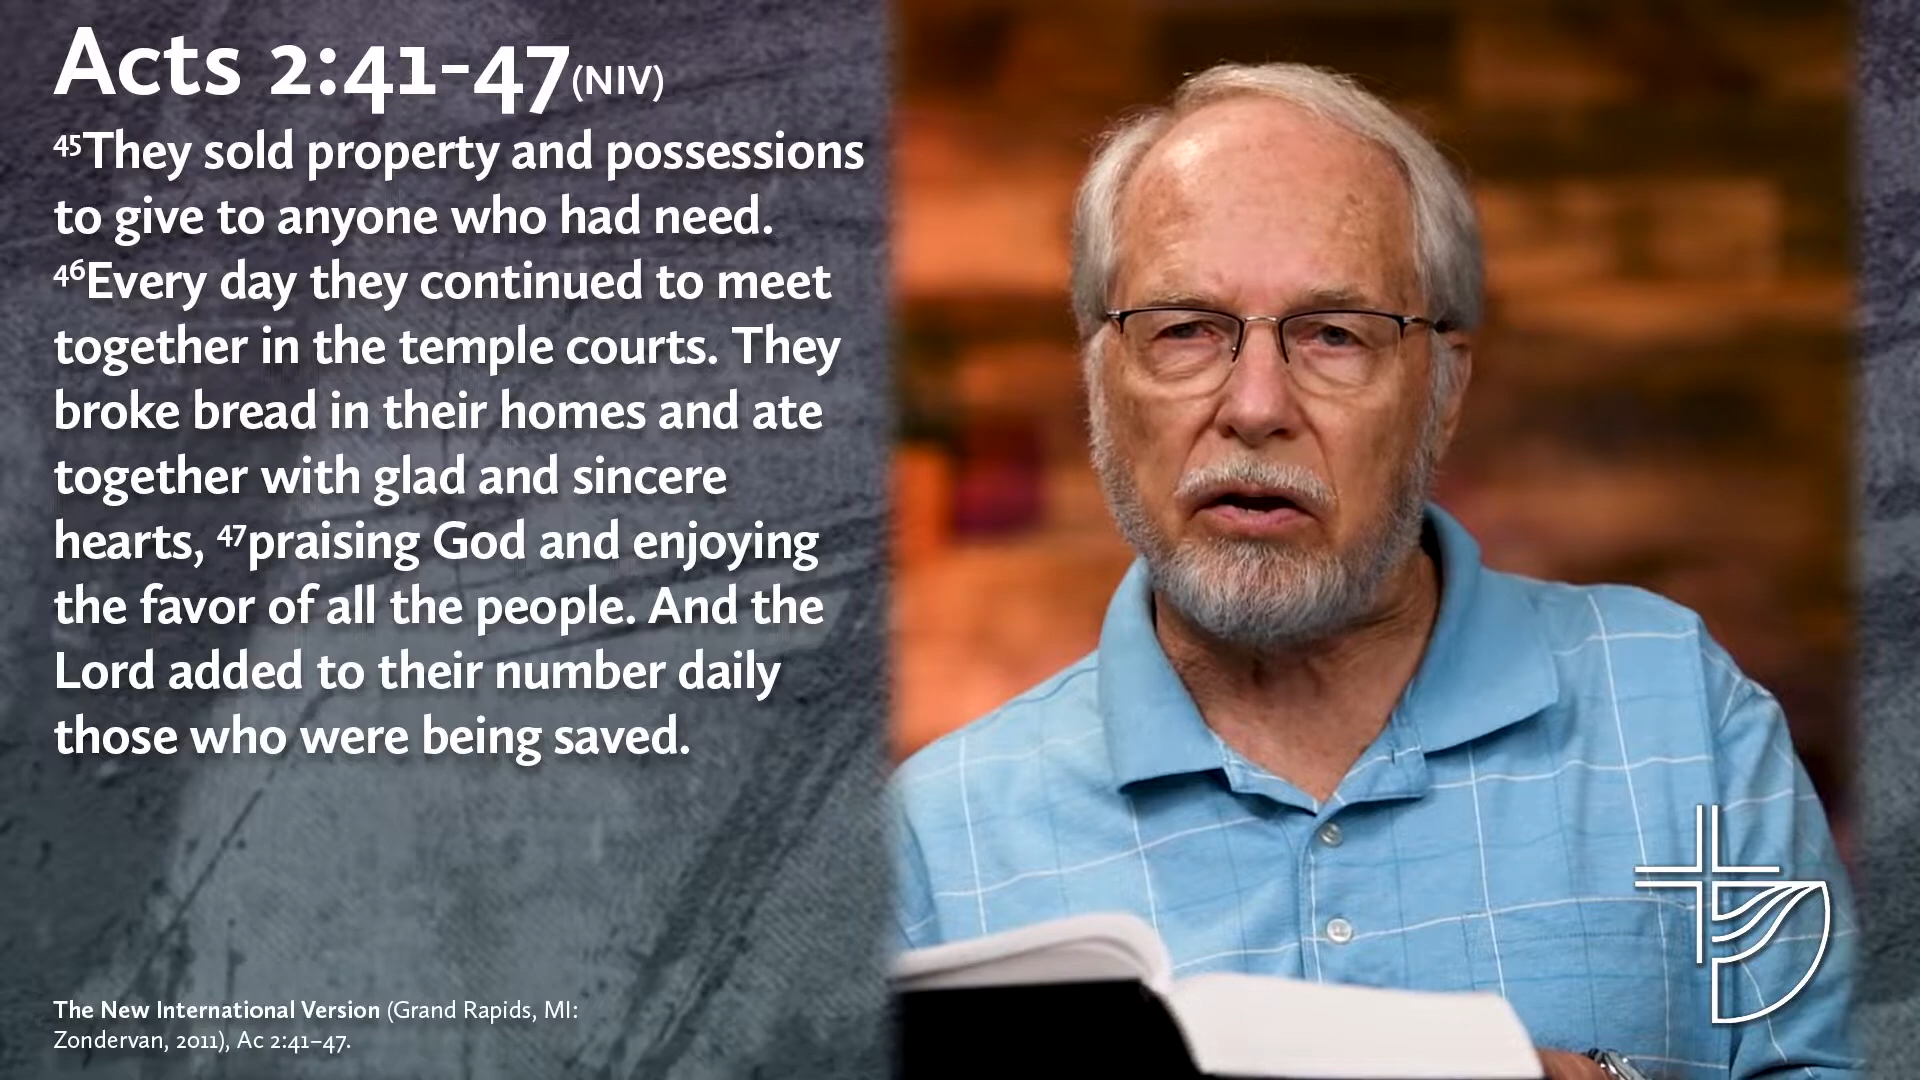 Acts 2:41-47(NIV)
45They sold property and possessions
to give to anyone who had need.
46Every day they continued to meet
together in the temple courts. They
broke bread in their homes and ate
together with glad and sincere
hearts, 47praising God and enjoying
the favor of all the people. And the
Lord added to their number daily
those who were being saved.
The New International Version (Grand Rapids, MI:
Zondervan, 2011), Ac 2:41–47.